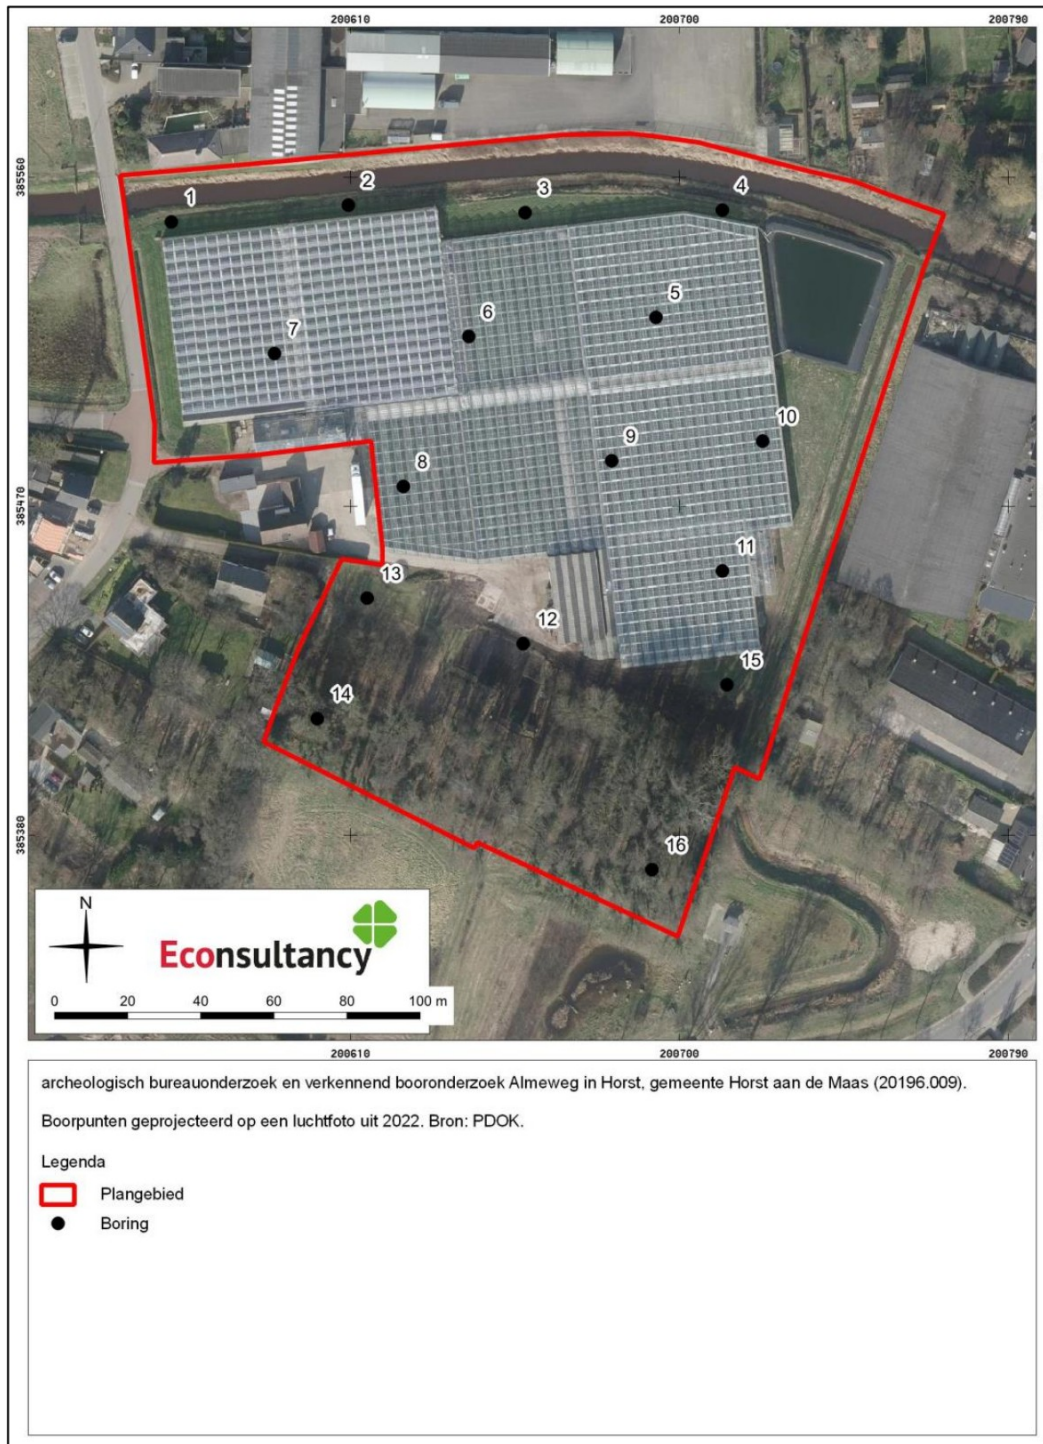 200610 200700 200790
385560
1
2
3
4
5
6
7
8
9
10
385470
11
13
12
15
14
385380
16
N
Econsultancy
0 20 40 60 80 100 m
200610 200700 200790
archeologisch bureauonderzoek en verkennend booronderzoek Almeweg in Horst, gemeente Horst aan de Maas (20196.009).
Boorpunten geprojecteerd op een luchtfoto uit 2022. Bron: PDOK.
Legenda
Plangebied
Boring